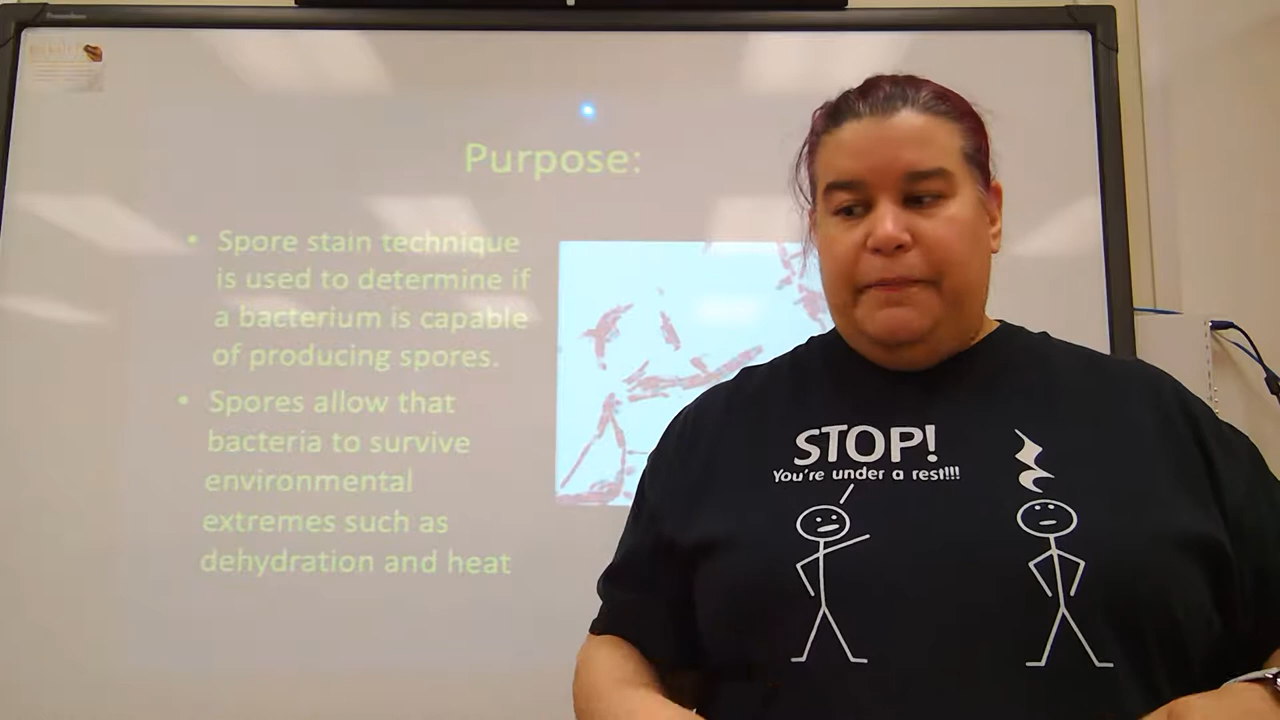 Purpose:
• Spore stain technique
is used to determine if
a bacterium is capable
of producing spores.
• Spores allow that
bacteria to survive
environmental
extremes such as
dehydration and heat
STOP!
You're under a rest!!!